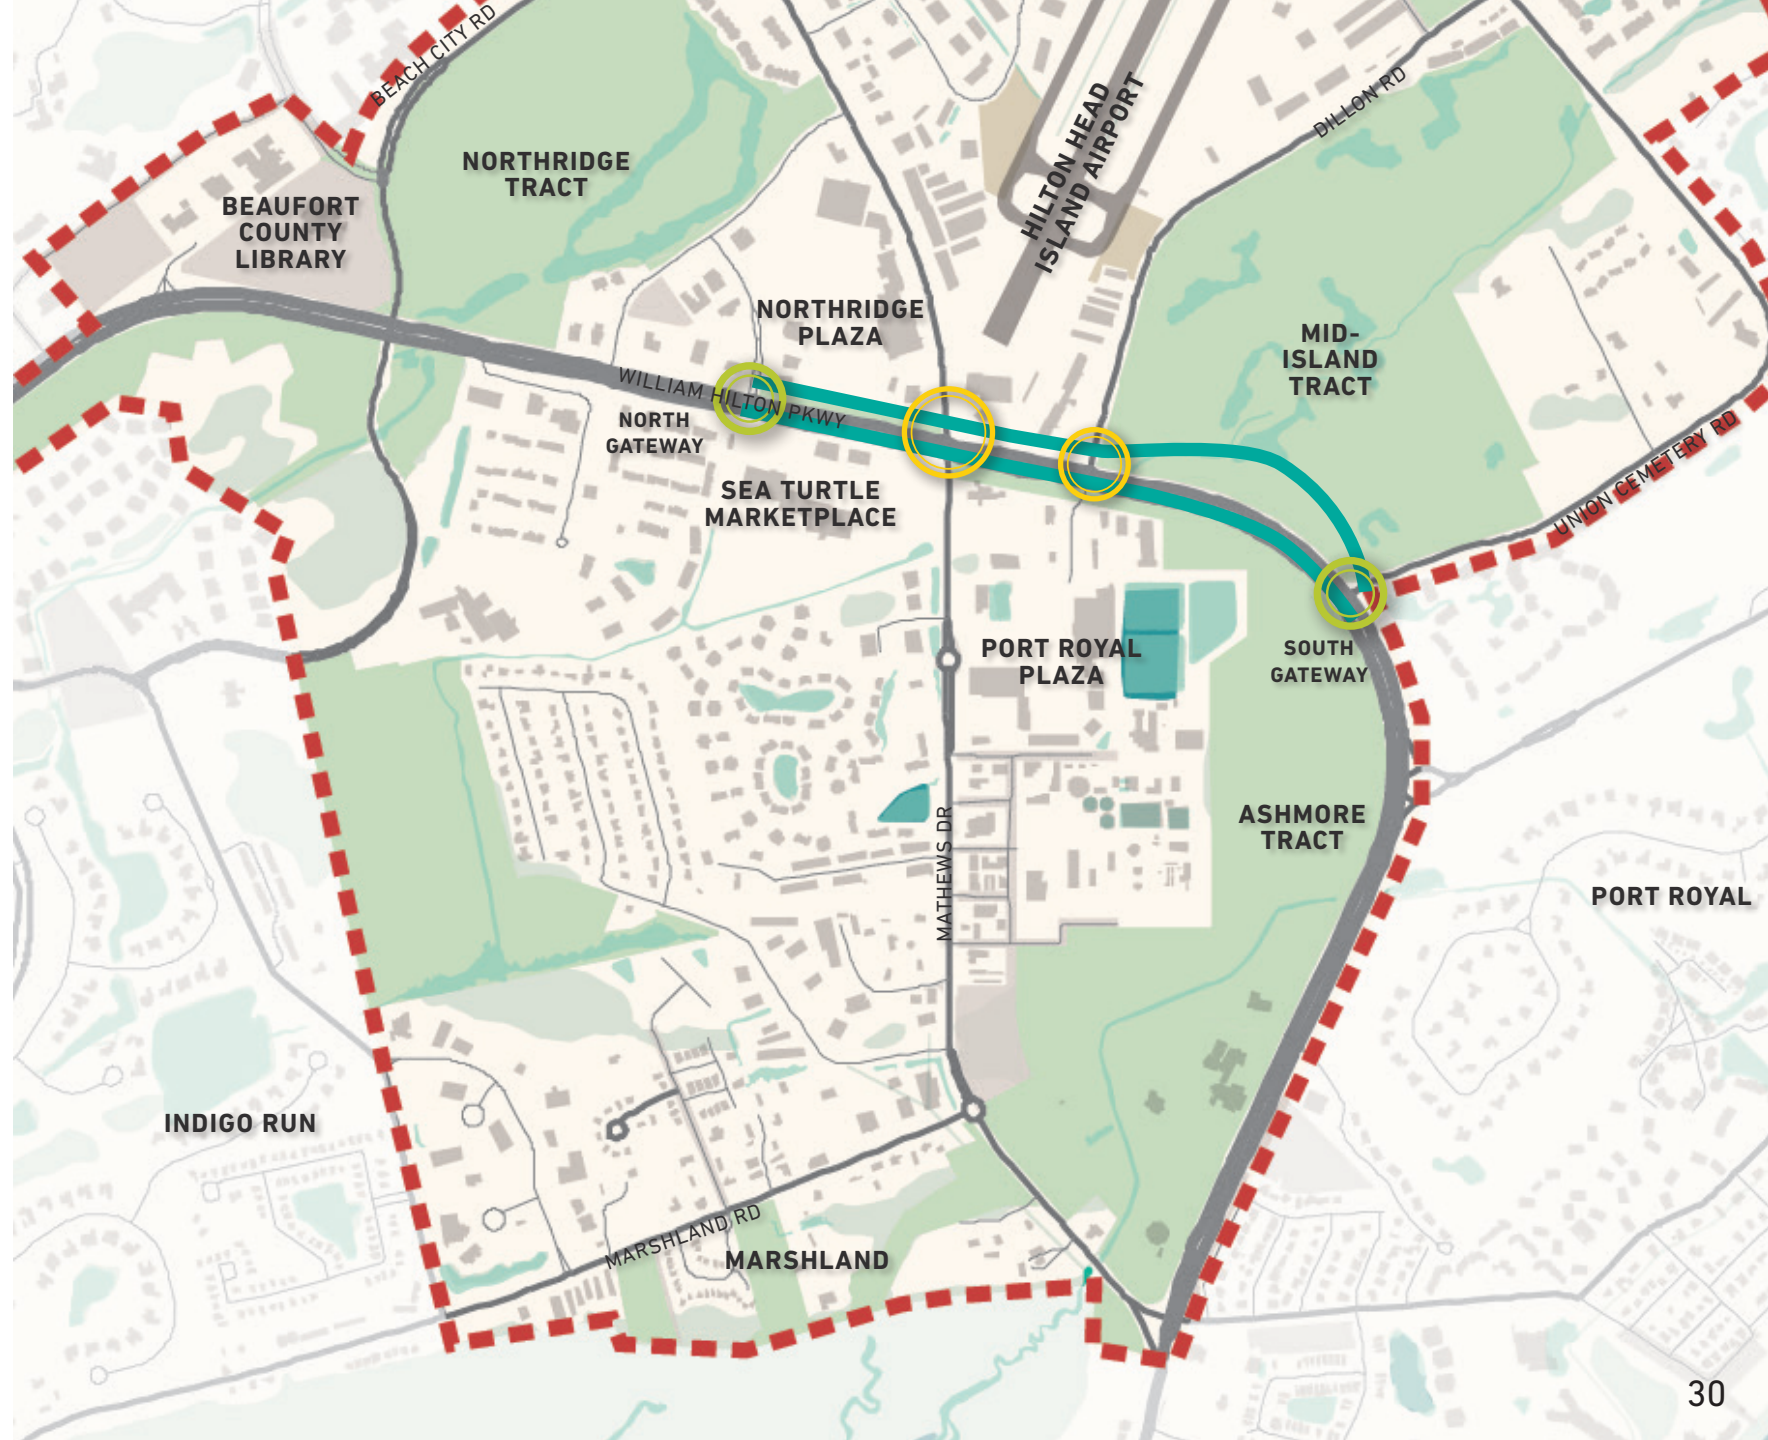 BEACH CITY RD
HILTON HEAD
ISLAND AIRPORT
DILLON RD
NORTHRIDGE
TRACT
BEAUFORT
COUNTY
LIBRARY
NORTHRIDGE
PLAZA
MID-
ISLAND
TRACT
WILLIAM HILTON PKWY
NORTH
GATEWAY
UNION CEMETERY RD
SEA TURTLE
MARKETPLACE
PORT ROYAL
PLAZA
SOUTH
GATEWAY
ASHMORE
TRACT
MATHEWS DR
PORT ROYAL
INDIGO RUN
MARSHLAND RD
MARSHLAND
30